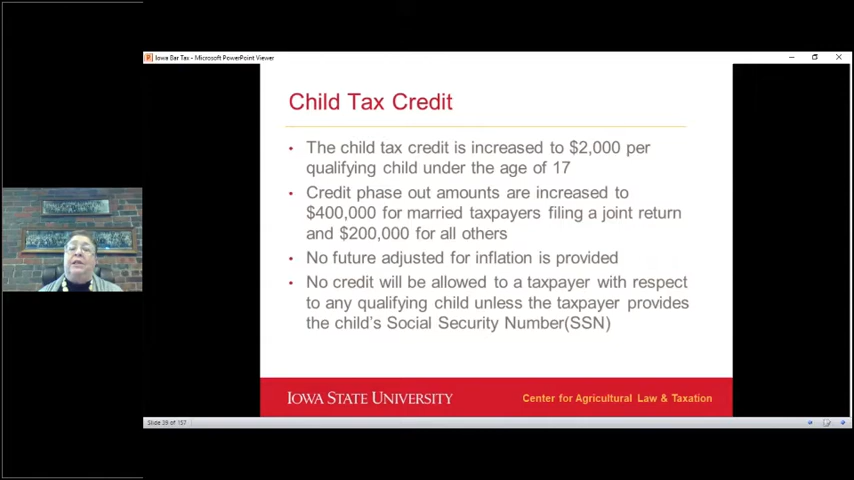 Iowa Bar Tax - Microsoft PowerPoint Viewer
Child Tax Credit
• The child tax credit is increased to $2,000 per
qualifying child under the age of 17
• Credit phase out amounts are increased to
$400,000 for married taxpayers filing a joint return
and $200,000 for all others
• No future adjusted for inflation is provided
• No credit will be allowed to a taxpayer with respect
to any qualifying child unless the taxpayer provides
the child's Social Security Number(SSN)
IOWA STATE UNIVERSITY
Center for Agricultural Law & Taxation
Slide 39 of 157